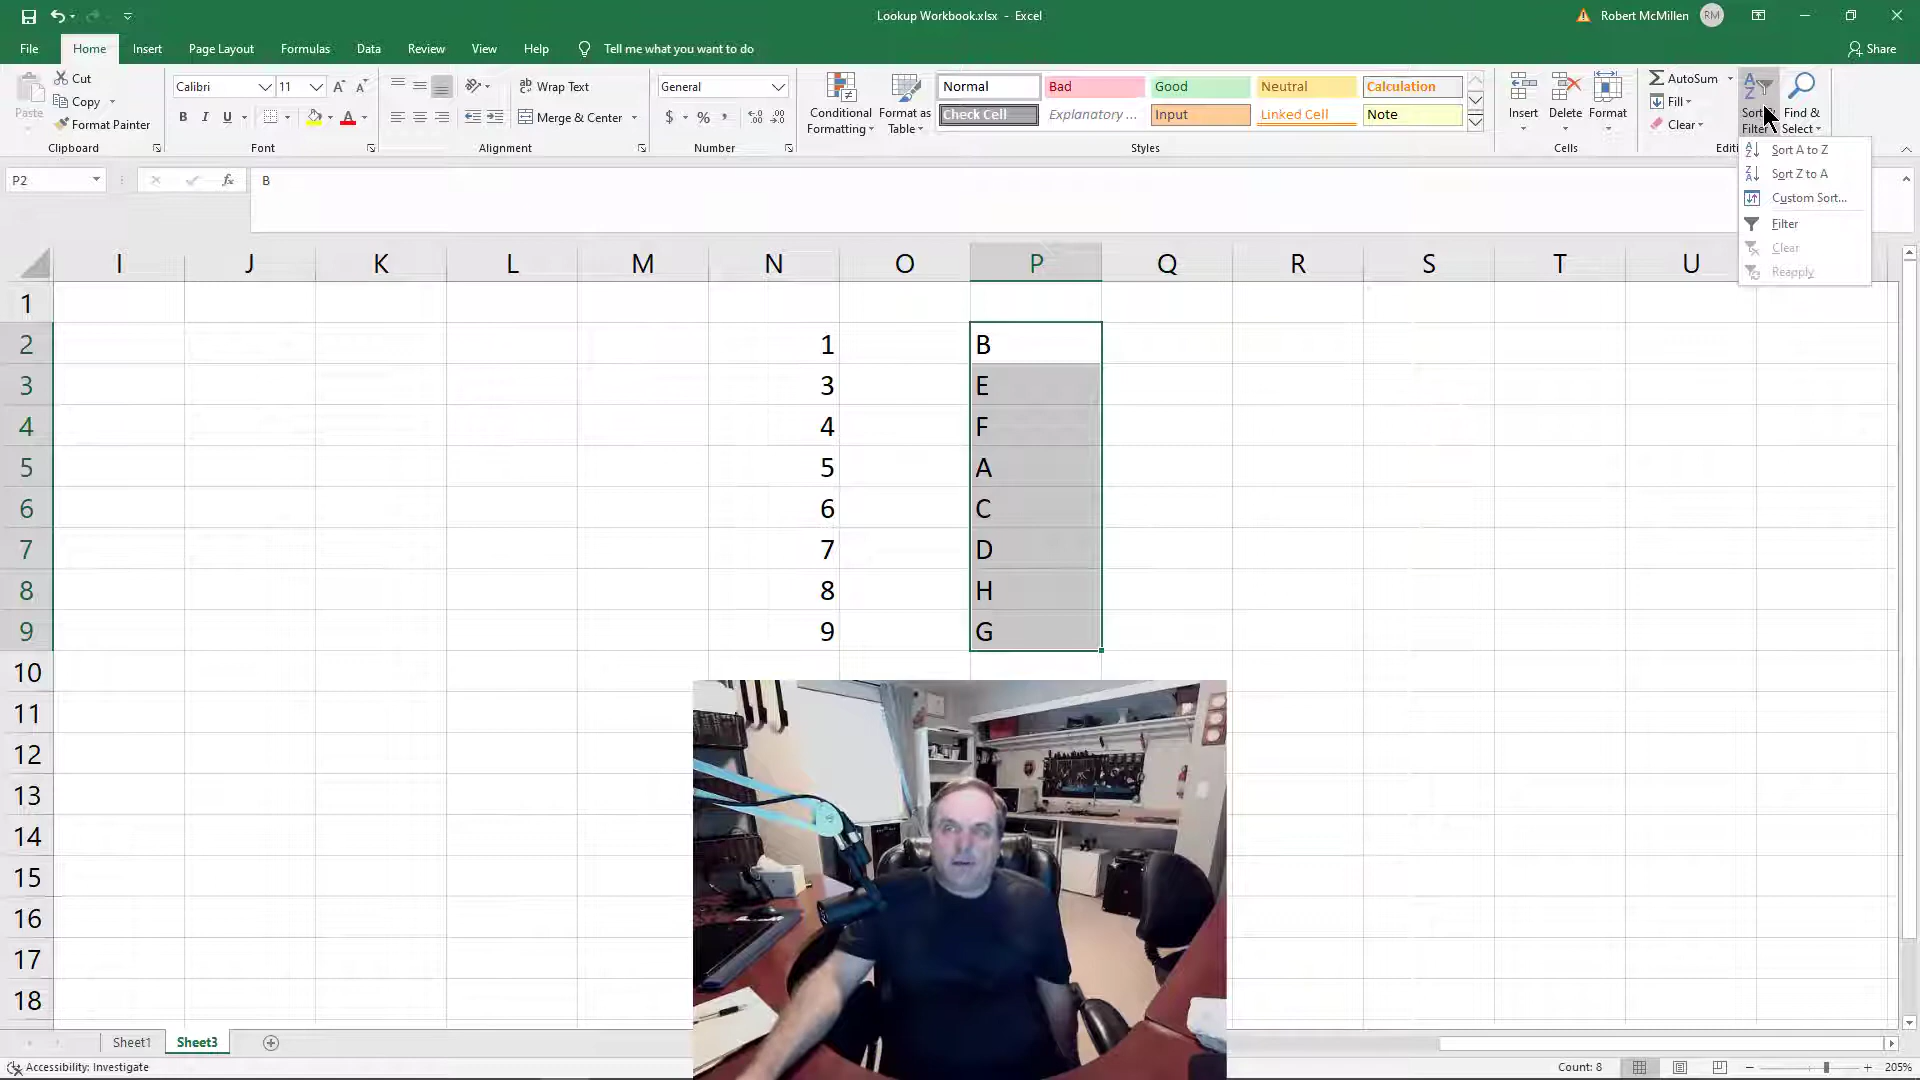 Lookup Workbook.xlsx - Excel
Robert McMillen RM
File Home Insert Page Layout Formulas Data Review View Help Tell me what you want to do Share
Paste
Cut
Copy
Format Painter
Clipboard
Calibri 11
B I U
Font
Wrap Text
Merge & Center
Alignment
General
$ % ,
Number
Conditional Formatting
Format as Table
Normal Bad Good Neutral Calculation
Check Cell Explanatory ... Input Linked Cell Note
Styles
Insert Delete Format
Cells
AutoSum
Fill
Clear
Sort
Filter
Find & Select
Editi
Sort A to Z
Sort Z to A
Custom Sort...
Filter
Clear
Reapply
P2 fx B
I J K L M N O P Q R S T U
1
2 1 B
3 3 E
4 4 F
5 5 A
6 6 C
7 7 D
8 8 H
9 9 G
10
11
12
13
14
15
16
17
18
Sheet1 Sheet3
Accessibility: Investigate Count: 8 205%